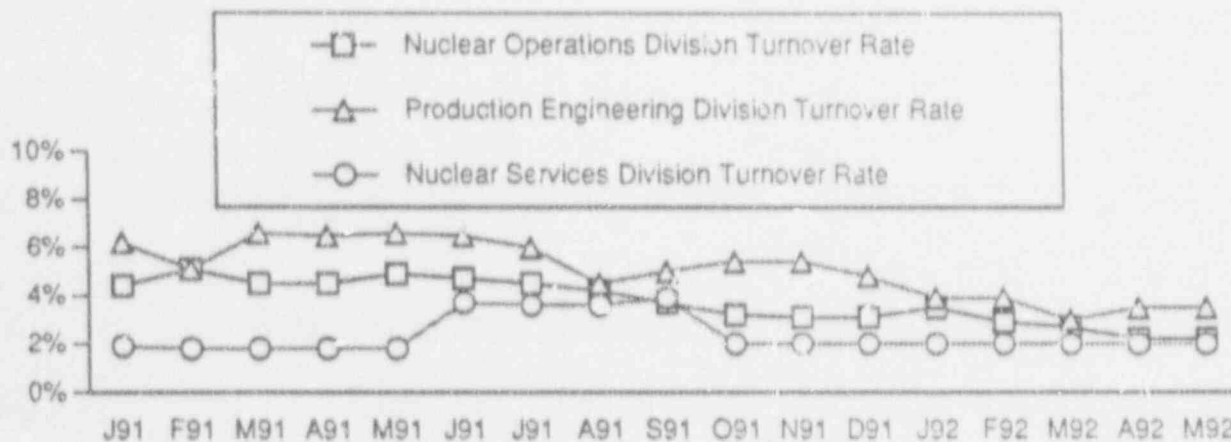 Nuclear Operations Division Turnover Rate
Production Engineering Division Turnover Rate
Nuclear Services Division Turnover Rate
10%
8%
6%
4%
2%
0%
J91 F91 M91 A91 M91 J91 J91 A91 S91 O91 N91 D91 J92 F92 M92 A92 M92